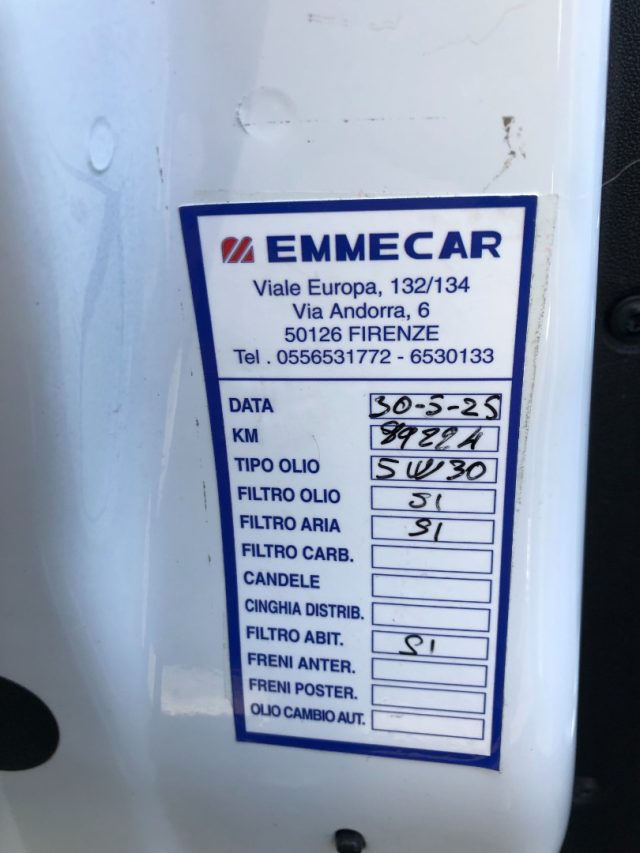 EMMECAR
Viale Europa, 132/134
Via Andorra, 6
50126 FIRENZE
Tel . 0556531772 - 6530133
DATA 30-5-25
KM
TIPO OLIO 5W30
FILTRO OLIO SI
FILTRO ARIA SI
FILTRO CARB.
CANDELE
CINGHIA DISTRIB.
FILTRO ABIT. SI
FRENI ANTER.
FRENI POSTER.
OLIO CAMBIO AUT.